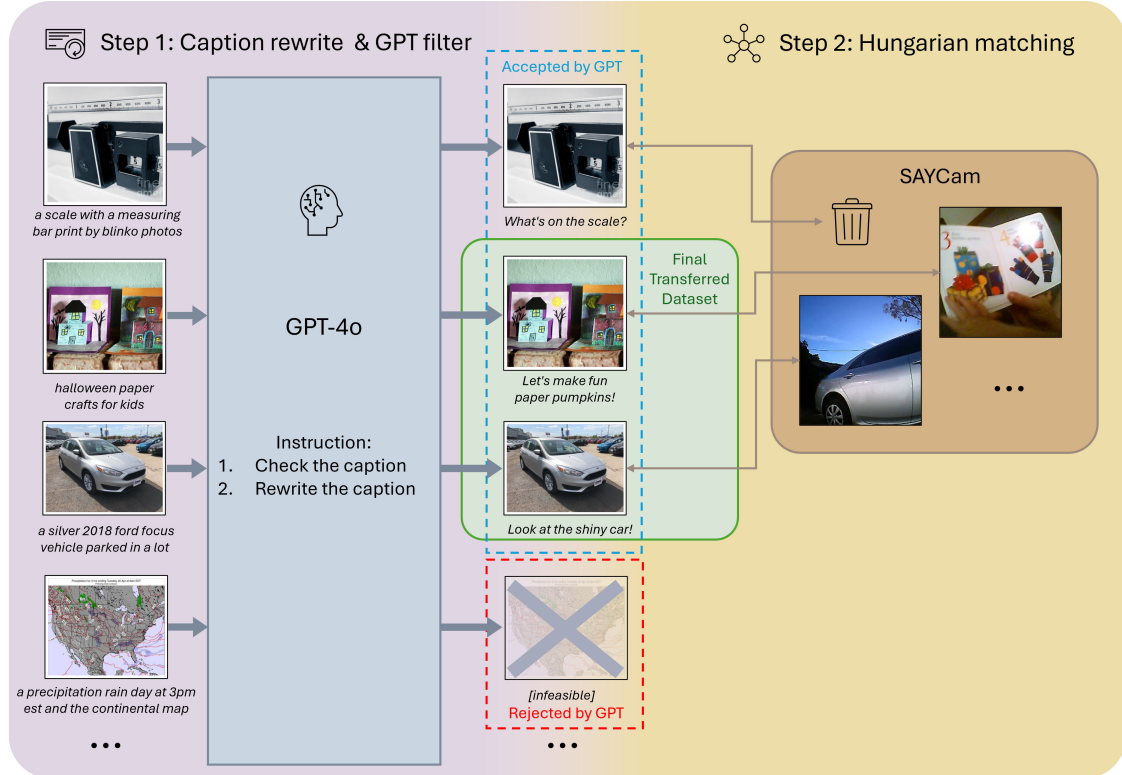 Step 1: Caption rewrite & GPT filter
Step 2: Hungarian matching
Accepted by GPT
a scale with a measuring
bar print by blinko photos
What's on the scale?
SAYCam
3
4
halloween paper
crafts for kids
GPT-4o
Final
Transferred
Dataset
Let's make fun
paper pumpkins!
Instruction:
1. Check the caption
2. Rewrite the caption
a silver 2018 ford focus
vehicle parked in a lot
Look at the shiny car!
a precipitation rain day at 3pm
est and the continental map
[infeasible]
Rejected by GPT